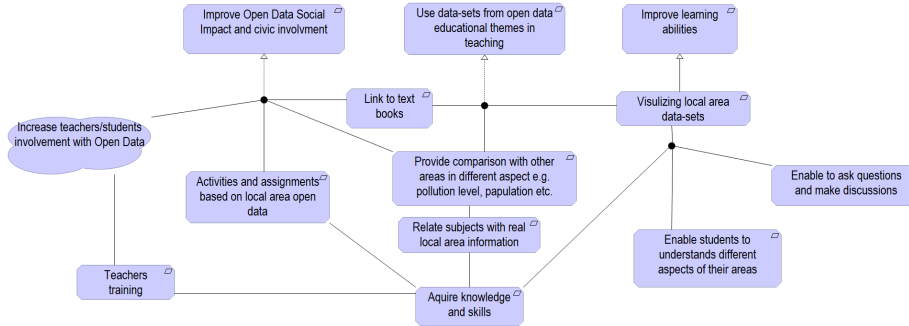 Improve Open Data Social
Impact and civic involvment
Use data-sets from open data
educational themes in
teaching
Improve learning
abilities
Link to text
books
Visulizing local area
data-sets
Increase teachers/students
involvement with Open Data
Activities and assignments
based on local area open
data
Provide comparison with other
areas in different aspect e.g.
pollution level, papulation etc.
Enable to ask questions
and make discussions
Relate subjects with real
local area information
Enable students to
understands different
aspects of their areas
Teachers
training
Aquire knowledge
and skills